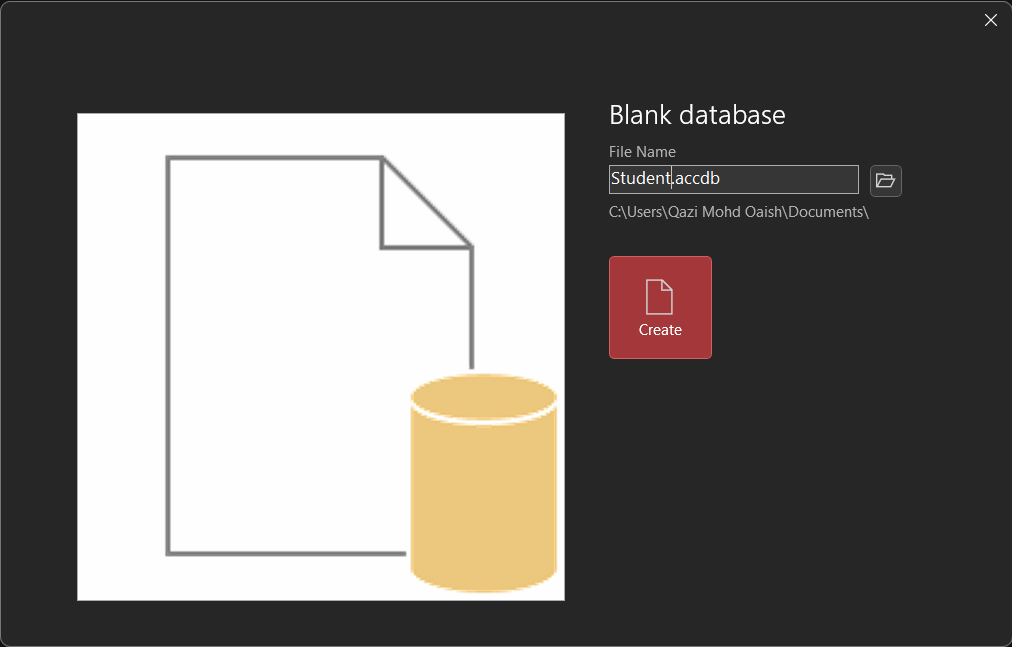 Blank database
File Name
Student.accdb
C:\Users\Qazi Mohd Oaish\Documents\
Create